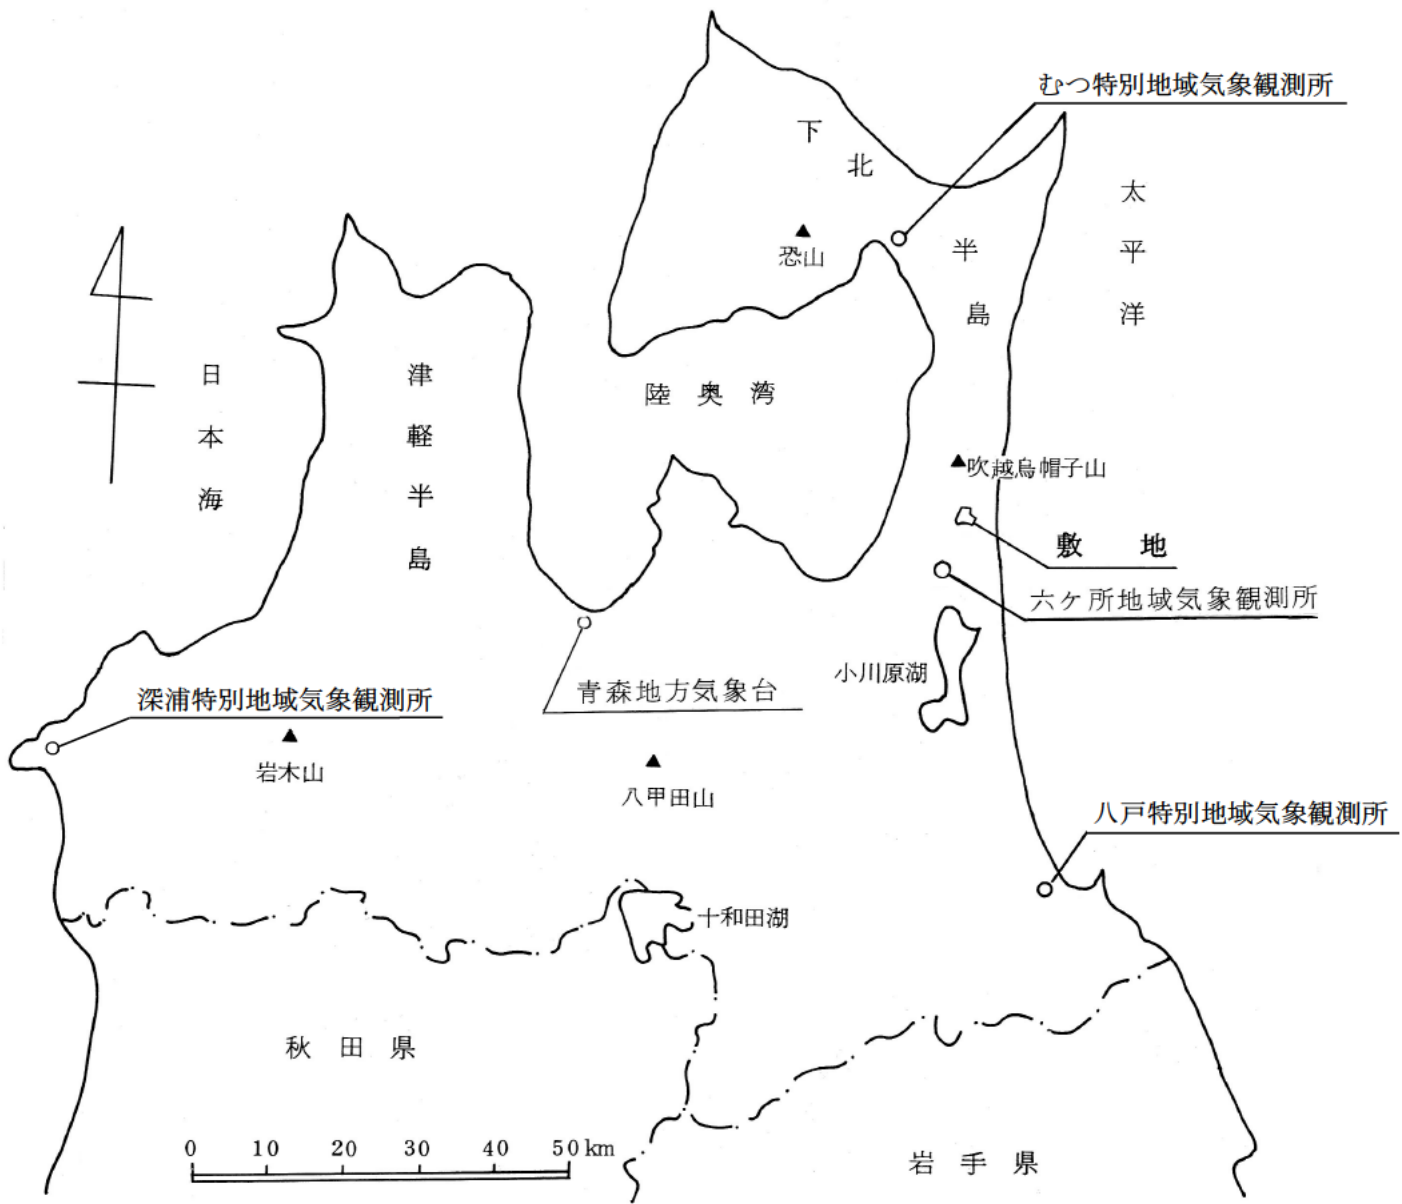 むつ特別地域気象観測所
下北半島
太平洋
恐山
日本海
津軽半島
陸奥湾
吹越烏帽子山
敷地
六ケ所地域気象観測所
小川原湖
青森地方気象台
深浦特別地域気象観測所
岩木山
八甲田山
八戸特別地域気象観測所
十和田湖
秋田県
岩手県
0 10 20 30 40 50 km